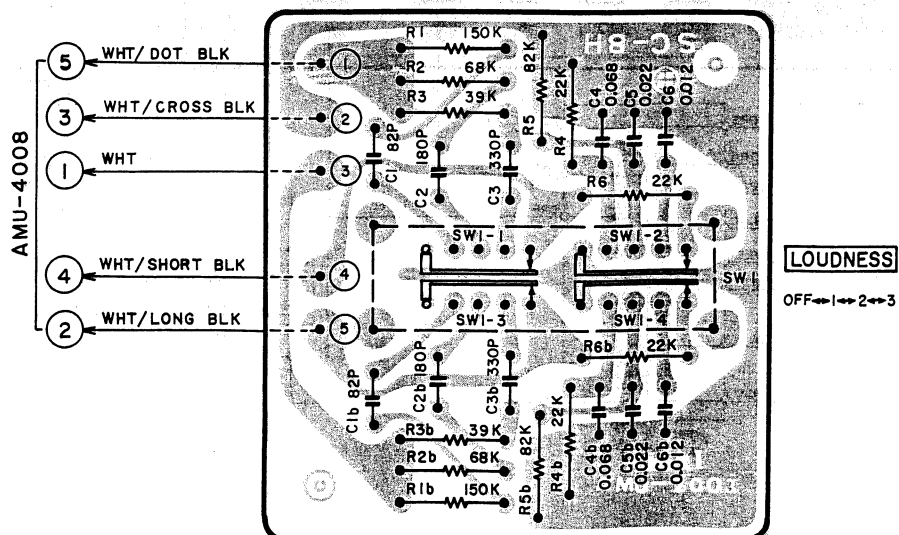 AMU-4008
5 WHT/DOT BLK 1
3 WHT/CROSS BLK 2
1 WHT 3
4 WHT/SHORT BLK 4
2 WHT/LONG BLK 5
R1 150K
R2 68K
R3 39K
82K
R5
22K
R4
C4 0.068
C5 0.022
C6 0.012
C1 82P
C2 180P
C3 330P
R6 22K
SW1-1 SW1-2
SW1
SW1-3 SW1-4
LOUDNESS
OFF↔1↔2↔3
R6b 22K
C1b 82P
C2b 180P
C3b 330P
R3b 39K
R2b 68K
R1b 150K
R5b 82K
R4b 22K
C4b 0.068
C5b 0.022
C6b 0.012